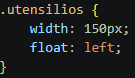 .utensilios {
    width: 150px;
    float: left;
}